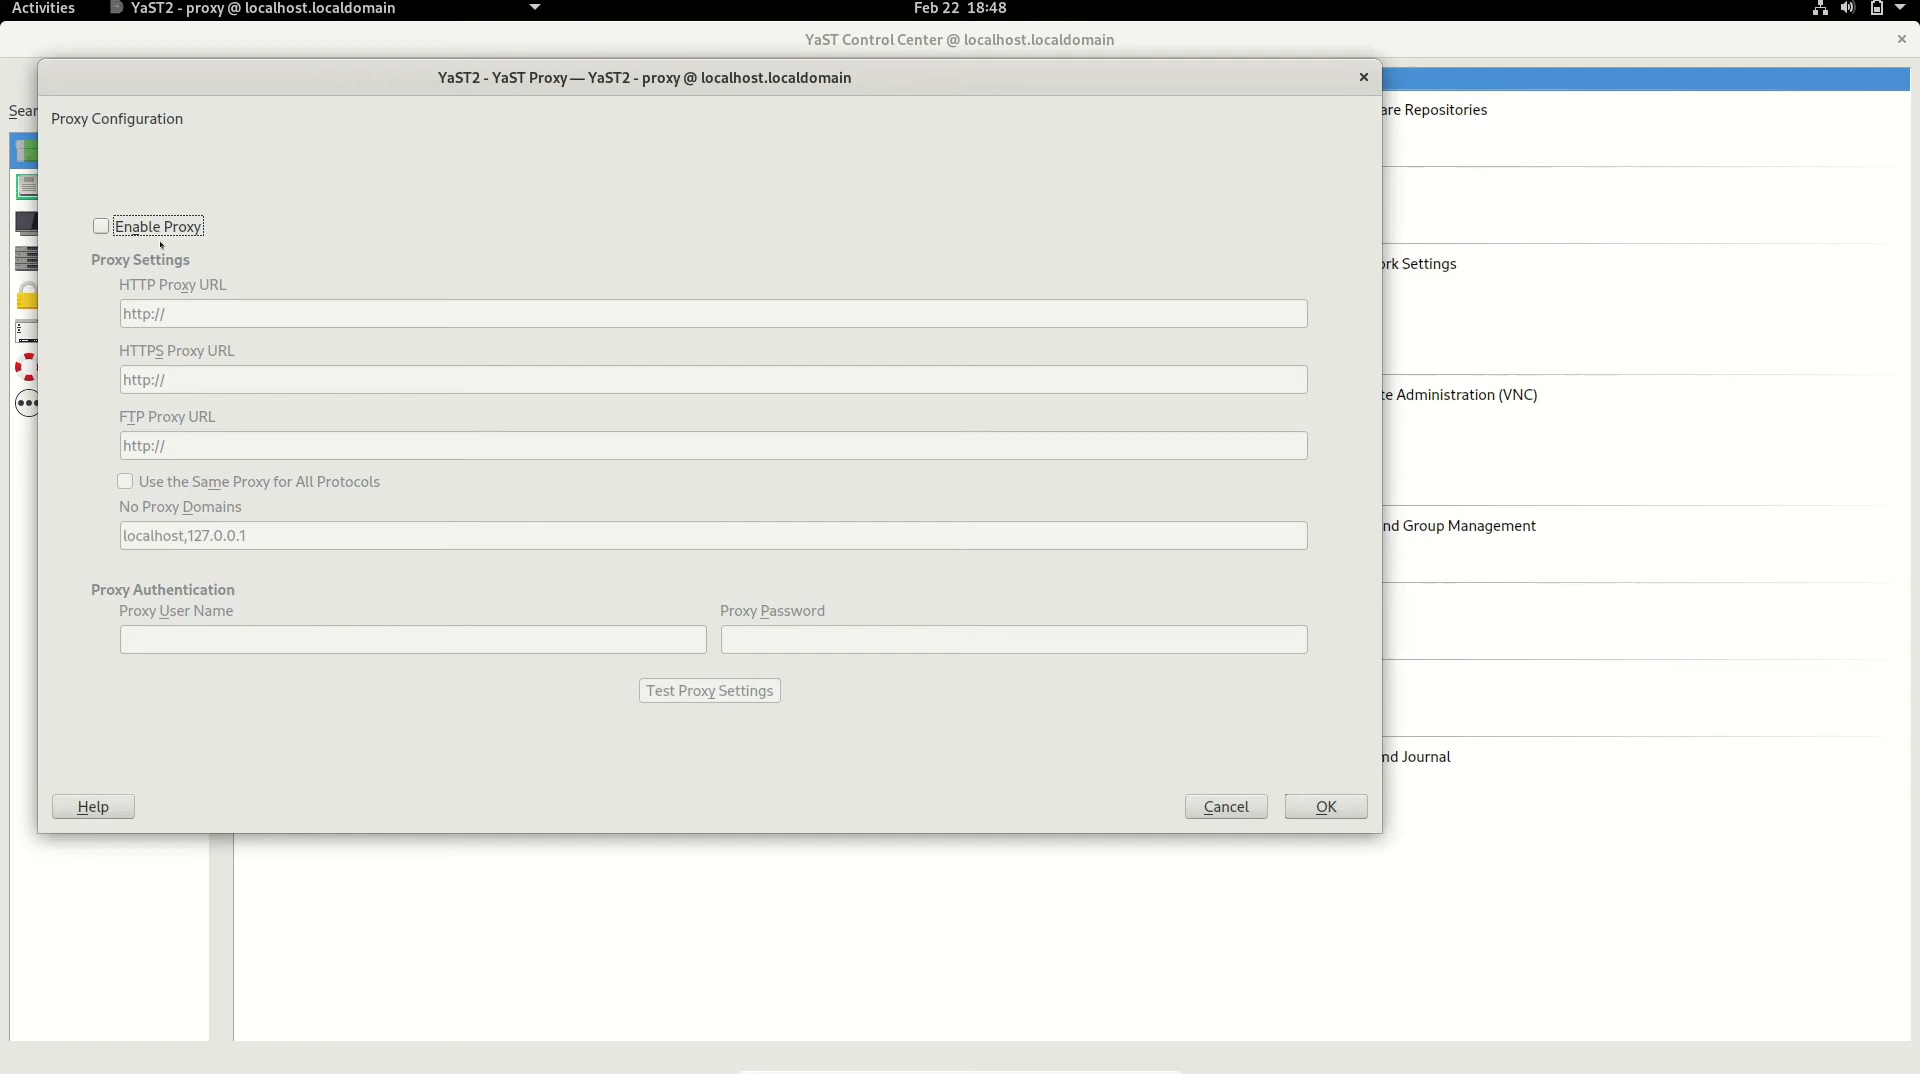 Activities YaST2 - proxy @ localhost.localdomain Feb 22 18:48
YaST Control Center @ localhost.localdomain
YaST2 - YaST Proxy — YaST2 - proxy @ localhost.localdomain
Proxy Configuration
Sear
are Repositories
Enable Proxy
Proxy Settings
ork Settings
HTTP Proxy URL
http://
HTTPS Proxy URL
http://
te Administration (VNC)
FTP Proxy URL
http://
Use the Same Proxy for All Protocols
No Proxy Domains
nd Group Management
localhost,127.0.0.1
Proxy Authentication
Proxy User Name Proxy Password
Test Proxy Settings
md Journal
Help Cancel OK